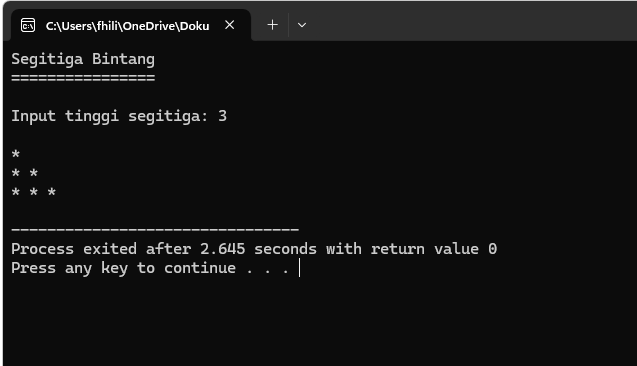 C:\Users\fhili\OneDrive\Doku
Segitiga Bintang
================
Input tinggi segitiga: 3
*
* *
* * *
--------------------------------
Process exited after 2.645 seconds with return value 0
Press any key to continue . . .